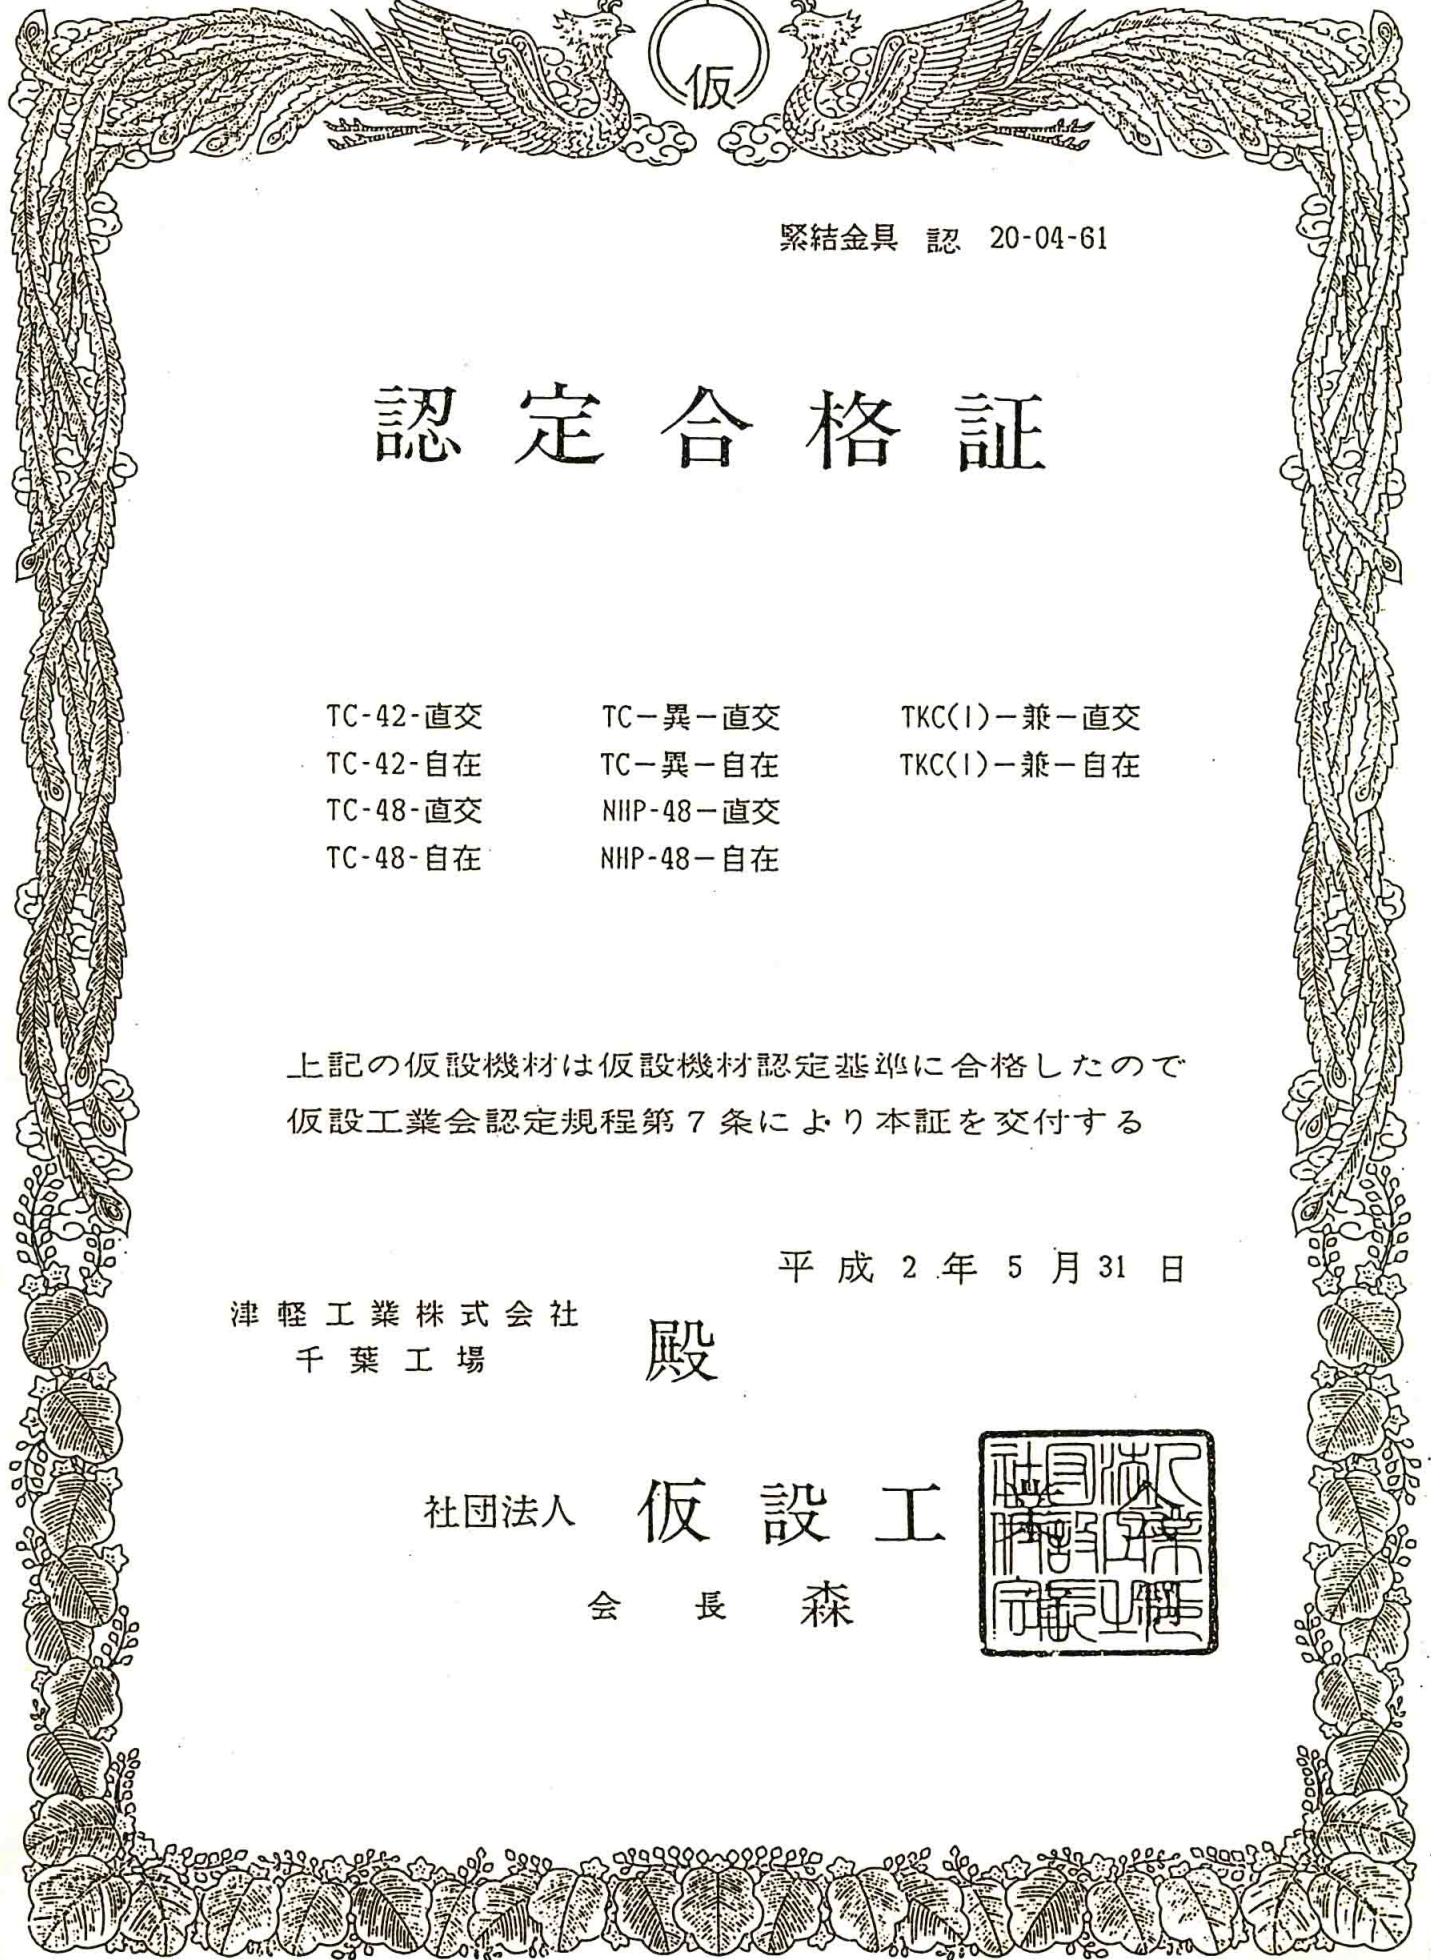 仮
緊結金具 認 20-04-61
認定合格証
TC-42-直交 TC－異－直交 TKC(I)－兼－直交
TC-42-自在 TC－異－自在 TKC(I)－兼－自在
TC-48-直交 NHP-48－直交
TC-48-自在 NHP-48－自在
上記の仮設機材は仮設機材認定基準に合格したので
仮設工業会認定規程第7条により本証を交付する
平成2年5月31日
津軽工業株式会社
千葉工場 殿
社団法人 仮設工業会
会長 森